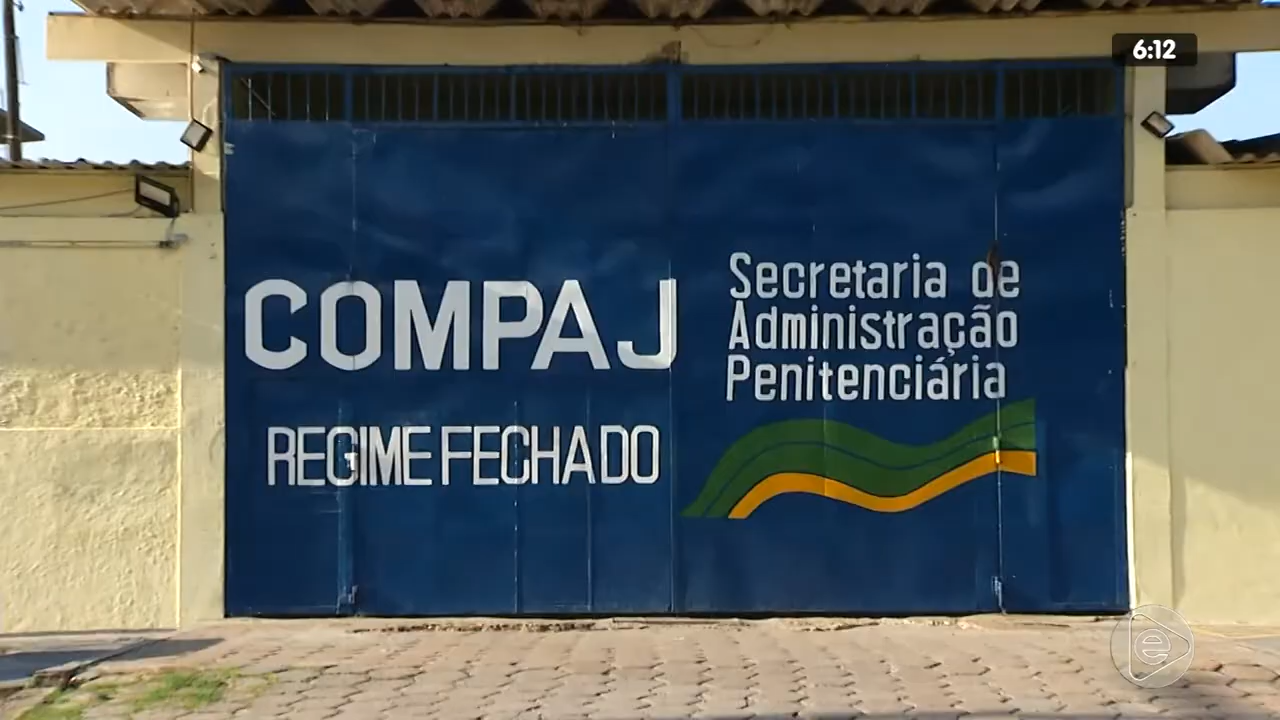 6:12
COMPAJ
REGIME FECHADO
Secretaria de
Administração
Penitenciária
e